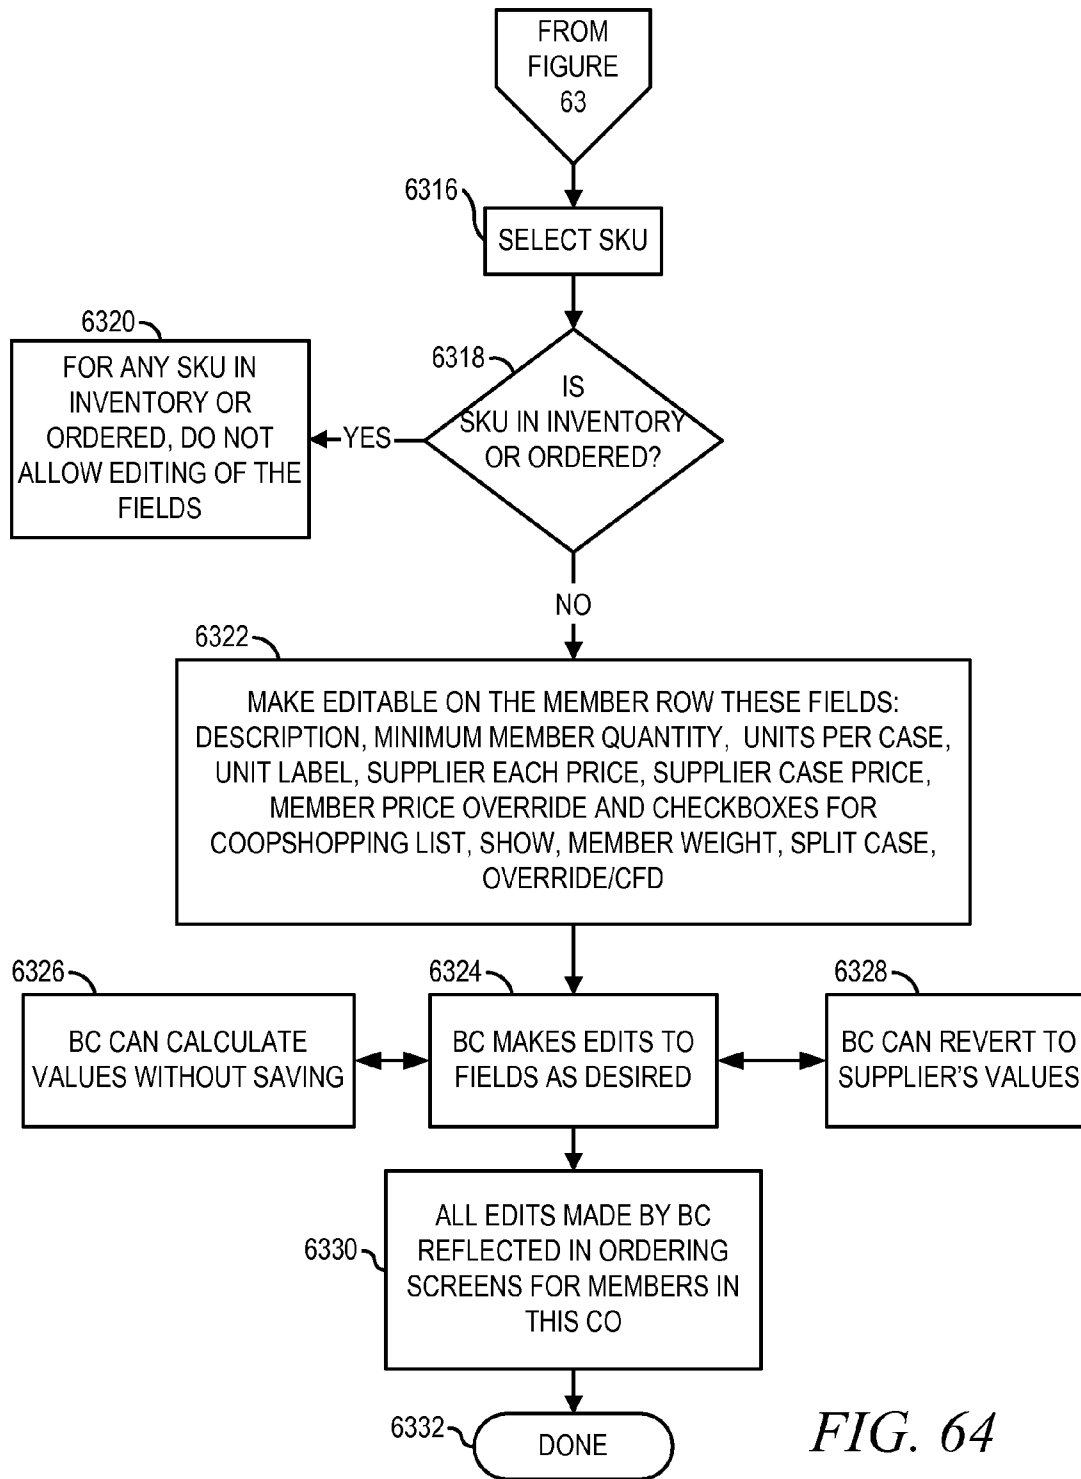 FROM
FIGURE
63
6316
SELECT SKU
6320
FOR ANY SKU IN
INVENTORY OR
ORDERED, DO NOT
ALLOW EDITING OF THE
FIELDS
6318
IS
SKU IN INVENTORY
OR ORDERED?
YES
NO
6322
MAKE EDITABLE ON THE MEMBER ROW THESE FIELDS:
DESCRIPTION, MINIMUM MEMBER QUANTITY, UNITS PER CASE,
UNIT LABEL, SUPPLIER EACH PRICE, SUPPLIER CASE PRICE,
MEMBER PRICE OVERRIDE AND CHECKBOXES FOR
COOPSHOPPING LIST, SHOW, MEMBER WEIGHT, SPLIT CASE,
OVERRIDE/CFD
6326
BC CAN CALCULATE
VALUES WITHOUT SAVING
6324
BC MAKES EDITS TO
FIELDS AS DESIRED
6328
BC CAN REVERT TO
SUPPLIER'S VALUES
6330
ALL EDITS MADE BY BC
REFLECTED IN ORDERING
SCREENS FOR MEMBERS IN
THIS CO
6332
DONE
FIG. 64